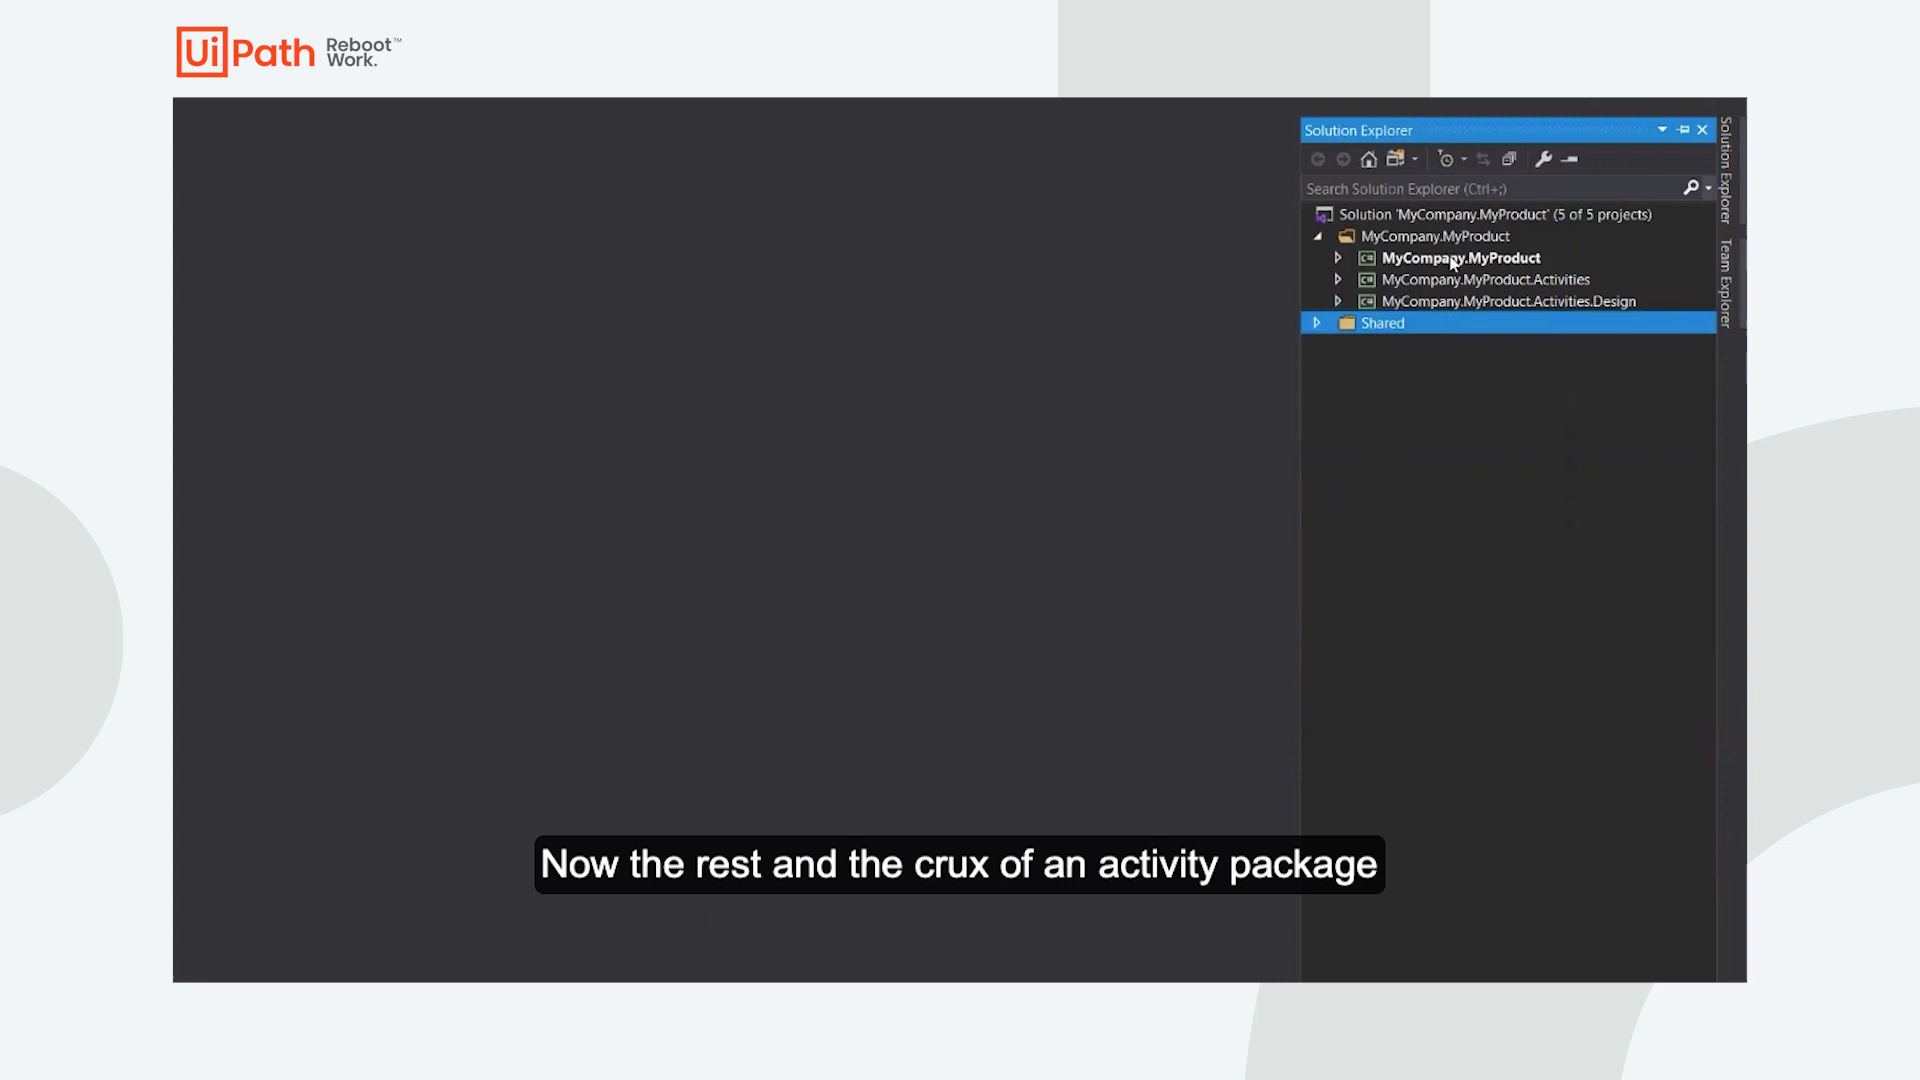 UiPath Reboot Work.™
Solution Explorer
Search Solution Explorer (Ctrl+;)
Solution 'MyCompany.MyProduct' (5 of 5 projects)
MyCompany.MyProduct
C# MyCompany.MyProduct
C# MyCompany.MyProduct.Activities
C# MyCompany.MyProduct.Activities.Design
Shared
Solution Explorer
Team Explorer
Now the rest and the crux of an activity package